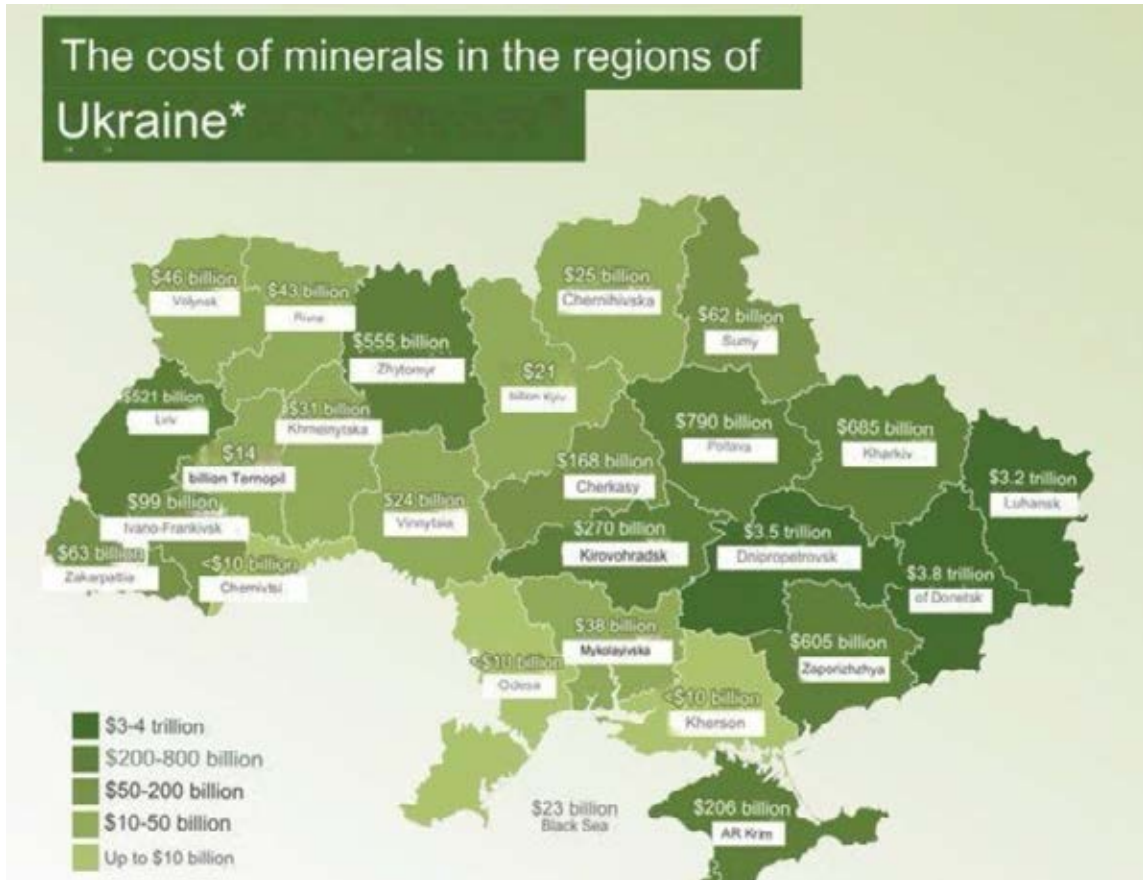 The cost of minerals in the regions of
Ukraine*
$46 billion
Volynsk
$43 billion
Rivne
$555 billion
Zhytomyr
$25 billion
Chernihivska
$62 billion
Sumy
$521 billion
Lviv
$31 billion
Khmelnytska
$21
billion Kyiv
$790 billion
Poltava
$685 billion
Kharkiv
$3.2 trillion
Luhansk
$14
billion Ternopil
$168 billion
Cherkasy
$99 billion
Ivano-Frankivsk
$24 billion
Vinnytsia
$270 billion
Kirovohradsk
$3.5 trillion
Dnipropetrovsk
$3.8 trillion
of Donetsk
$63 billion
Zakarpattia
<$10 billion
Chernivtsi
$38 billion
Mykolayivska
$605 billion
Zaporizhzhya
<$10 billion
Odesa
<$10 billion
Kherson
$23 billion
Black Sea
$206 billion
AR Krim
$3-4 trillion
$200-800 billion
$50-200 billion
$10-50 billion
Up to $10 billion